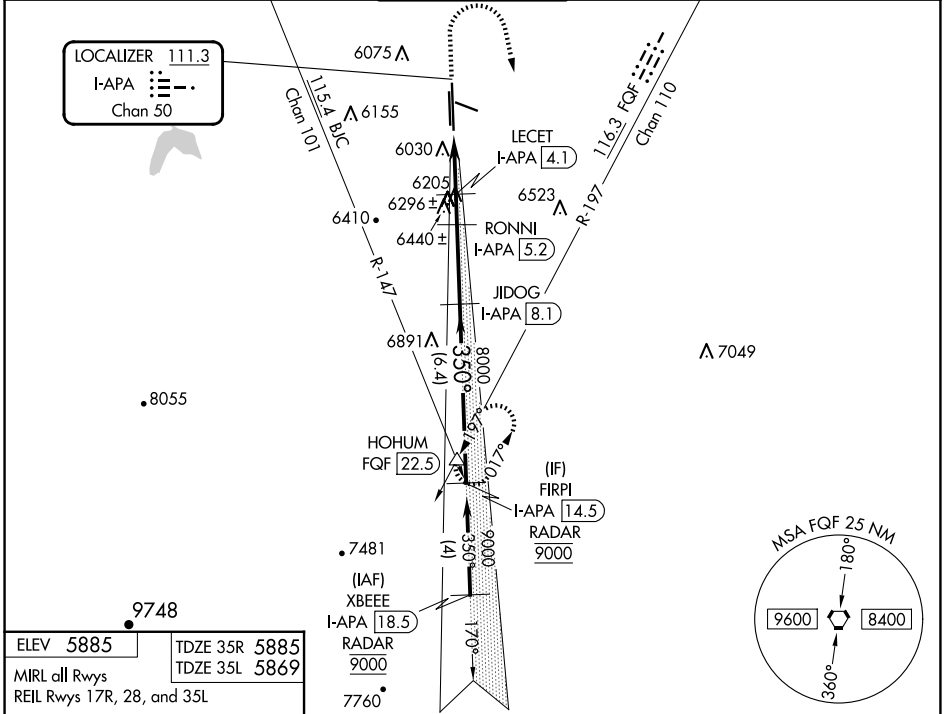 LOCALIZER 111.3
I-APA
Chan 50
6075
115.4 BJC
Chan 101
6155
116.3 FQF
Chan 110
6030
LECET
I-APA 4.1
6205
6296 ±
6523
6410
6440 ±
RONNI
I-APA 5.2
R-197
R-147
JIDOG
I-APA 8.1
6891
350°
8000
(6.4)
7049
8055
197°
017°
HOHUM
FQF 22.5
(IF)
FIRPI
I-APA 14.5
RADAR
9000
7481
350°
9000
(4)
(IAF)
XBEEE
I-APA 18.5
RADAR
9000
170°
7760
9748
MSA FQF 25 NM
180°
9600
8400
360°
ELEV 5885
TDZE 35R 5885
TDZE 35L 5869
MIRL all Rwys
REIL Rwys 17R, 28, and 35L